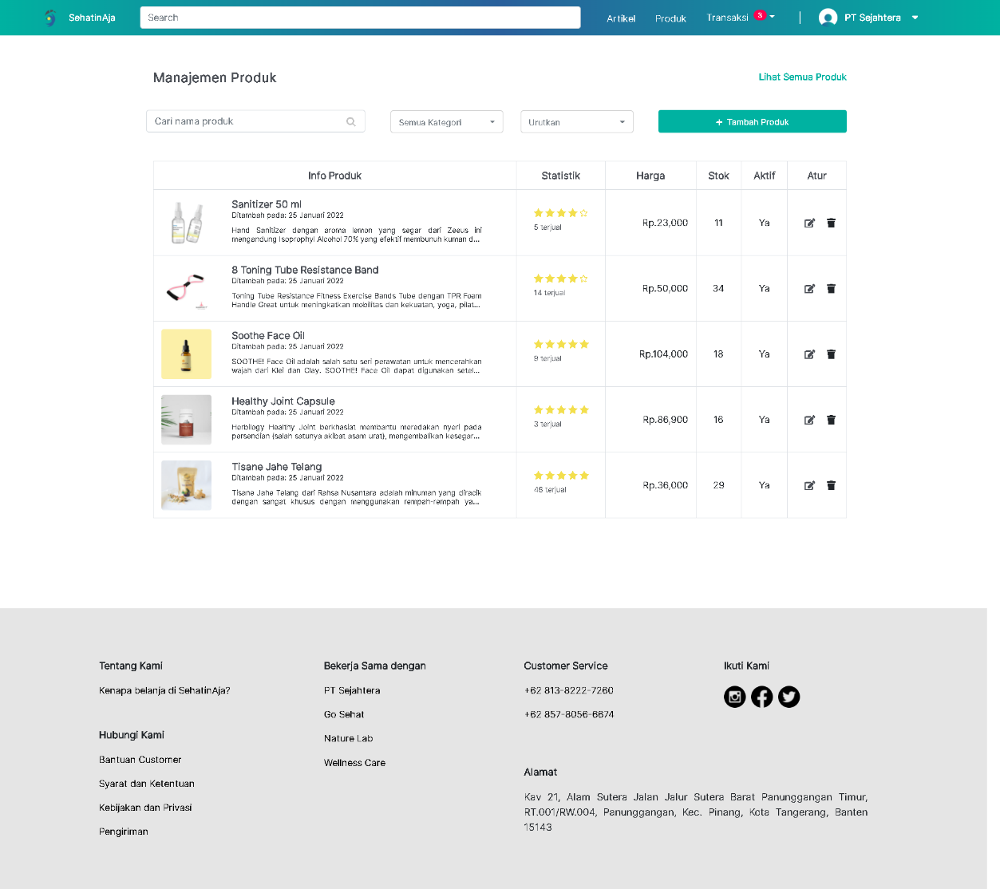 SehatinAja
Search
Artikel
Produk
Transaksi 3
PT Sejahtera
Manajemen Produk
Lihat Semua Produk
Cari nama produk
Semua Kategori
Urutkan
+ Tambah Produk
Info Produk
Statistik
Harga
Stok
Aktif
Atur
Sanitizer 50 ml
Ditambah pada: 25 Januari 2022
Hand Sanitizer dengan aroma lemon yang segar dari Zeeus ini
mengandung Isoprophyl Alcohol 70% yang efektif membunuh kuman d...
5 terjual
Rp.23,000
11
Ya
8 Toning Tube Resistance Band
Ditambah pada: 25 Januari 2022
Toning Tube Resistance Fitness Exercise Bands Tube dengan TPR Foam
Handle Great untuk meningkatkan mobilitas dan kekuatan, yoga, pilat...
14 terjual
Rp.50,000
34
Ya
Soothe Face Oil
Ditambah pada: 25 Januari 2022
SOOTHE! Face Oil adalah salah satu seri perawatan untuk mencerahkan
wajah dari Klei dan Clay. SOOTHE! Face Oil dapat digunakan setel...
9 terjual
Rp.104,000
18
Ya
Healthy Joint Capsule
Ditambah pada: 25 Januari 2022
Herbilogy Healthy Joint berkhasiat membantu meredakan nyeri pada
persendian (salah satunya akibat asam urat), mengembalikan kesegar...
3 terjual
Rp.86,900
16
Ya
Tisane Jahe Telang
Ditambah pada: 25 Januari 2022
Tisane Jahe Telang dari Rahsa Nusantara adalah minuman yang diracik
dengan sangat khusus dengan menggunakan rempah-rempah ya...
45 terjual
Rp.36,000
29
Ya
Tentang Kami
Kenapa belanja di SehatinAja?
Hubungi Kami
Bantuan Customer
Syarat dan Ketentuan
Kebijakan dan Privasi
Pengiriman
Bekerja Sama dengan
PT Sejahtera
Go Sehat
Nature Lab
Wellness Care
Customer Service
+62 813-8222-7260
+62 857-8056-6674
Alamat
Kav 21, Alam Sutera Jalan Jalur Sutera Barat Panunggangan Timur,
RT.001/RW.004, Panunggangan, Kec. Pinang, Kota Tangerang, Banten
15143
Ikuti Kami